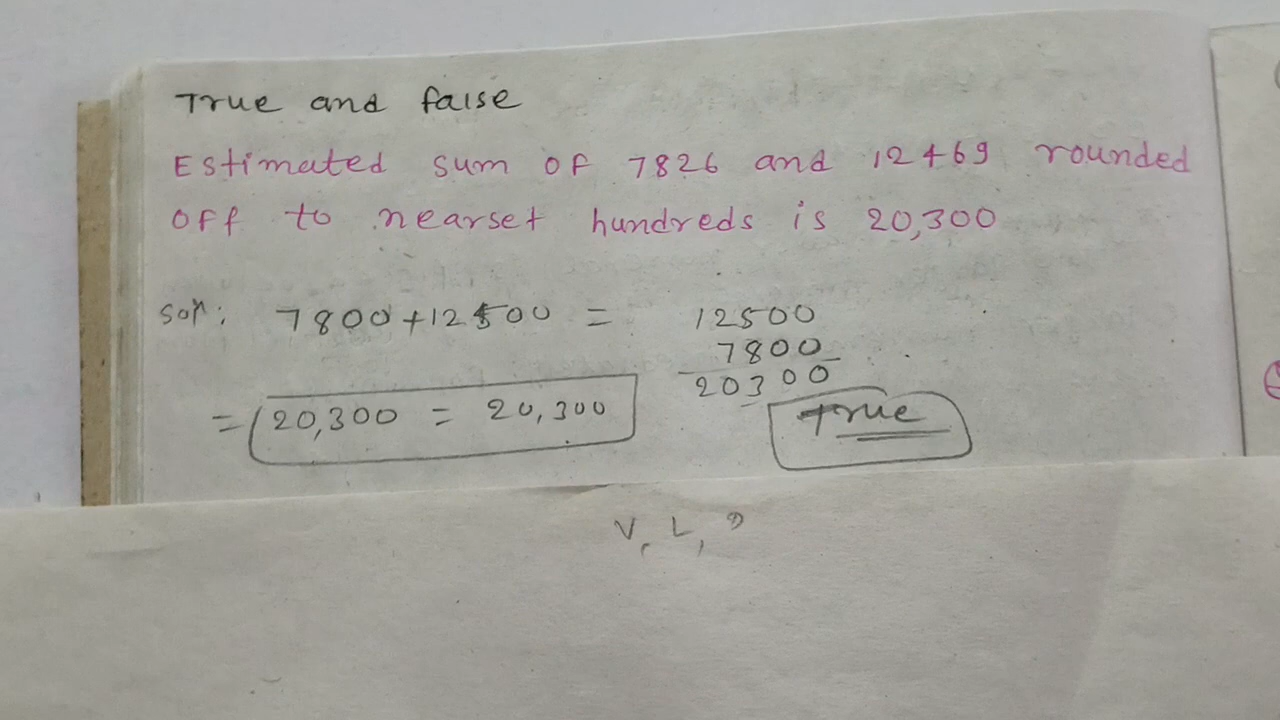 True and false
Estimated sum of 7826 and 12469 rounded
off to nearset hundreds is 20,300
Soln: 7800+12500 = 12500
7800
20300
= 20,300 = 20,300
True
V, L,